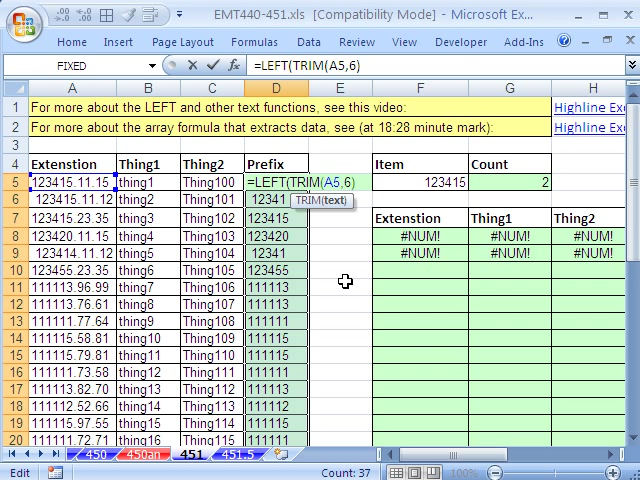 EMT440-451.xls [Compatibility Mode] - Microsoft Ex...
Home Insert Page Layout Formulas Data Review Developer Add-Ins
FIXED =LEFT(TRIM(A5,6)
A B C D E F G H
1 For more about the LEFT and other text functions, see this video: Highline Exc
2 For more about the array formula that extracts data, see (at 18:28 minute mark): Highline Exc
3
4 Extenstion Thing1 Thing2 Prefix Item Count
5 123415.11.15 thing1 Thing100 =LEFT(TRIM(A5,6) 123415 2
6 123415.11.12 thing2 Thing101 12341
TRIM(text)
7 123415.23.35 thing3 Thing102 123415 Extenstion Thing1 Thing2
8 123420.11.15 thing4 Thing103 123420 #NUM! #NUM! #NUM!
9 123414.11.12 thing5 Thing104 12341 #NUM! #NUM! #NUM!
10 123455.23.35 thing6 Thing105 123455
11 111113.96.99 thing7 Thing106 111113
12 111113.76.61 thing8 Thing107 111113
13 111111.77.64 thing9 Thing108 111111
14 111115.58.81 thing10 Thing109 111115
15 111115.79.81 thing11 Thing110 111115
16 111111.73.58 thing12 Thing111 111111
17 111113.82.70 thing13 Thing112 111113
18 111112.52.66 thing14 Thing113 111112
19 111115.97.55 thing15 Thing114 111115
20 111111.72.71 thing16 Thing115 111111
450 450an 451 451.5
Edit Count: 37 100%